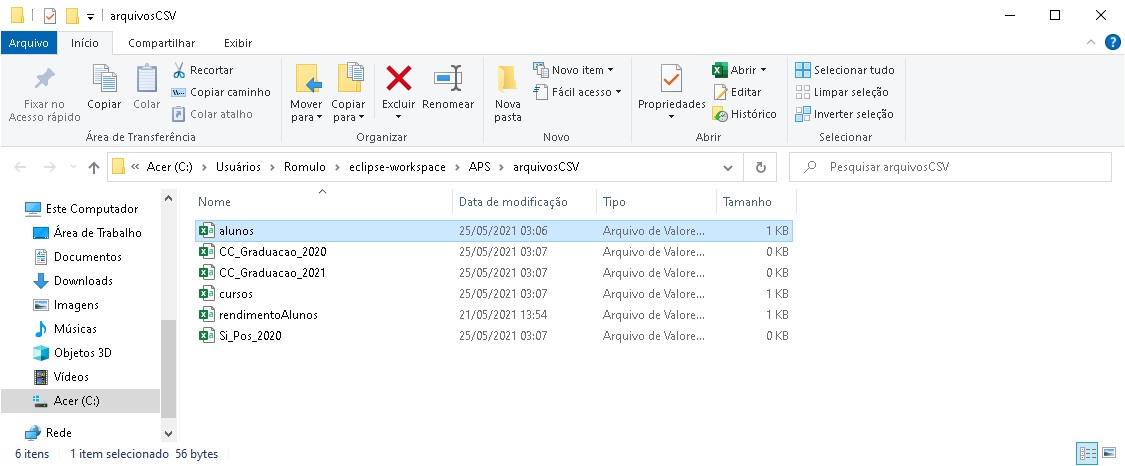 arquivosCSV
Arquivo Início Compartilhar Exibir
Fixar no Acesso rápido
Copiar
Colar
Recortar
Copiar caminho
Colar atalho
Área de Transferência
Mover para
Copiar para
Excluir
Renomear
Organizar
Nova pasta
Novo item
Fácil acesso
Novo
Propriedades
Abrir
Editar
Histórico
Abrir
Selecionar tudo
Limpar seleção
Inverter seleção
Selecionar
« Acer (C:) > Usuários > Romulo > eclipse-workspace > APS > arquivosCSV
Pesquisar arquivosCSV
Este Computador
Área de Trabalho
Documentos
Downloads
Imagens
Músicas
Objetos 3D
Vídeos
Acer (C:)
Rede
Nome Data de modificação Tipo Tamanho
alunos 25/05/2021 03:06 Arquivo de Valore... 1 KB
CC_Graduacao_2020 25/05/2021 03:07 Arquivo de Valore... 0 KB
CC_Graduacao_2021 25/05/2021 03:07 Arquivo de Valore... 0 KB
cursos 25/05/2021 03:07 Arquivo de Valore... 1 KB
rendimentoAlunos 21/05/2021 13:54 Arquivo de Valore... 1 KB
Si_Pos_2020 25/05/2021 03:07 Arquivo de Valore... 0 KB
6 itens 1 item selecionado 56 bytes